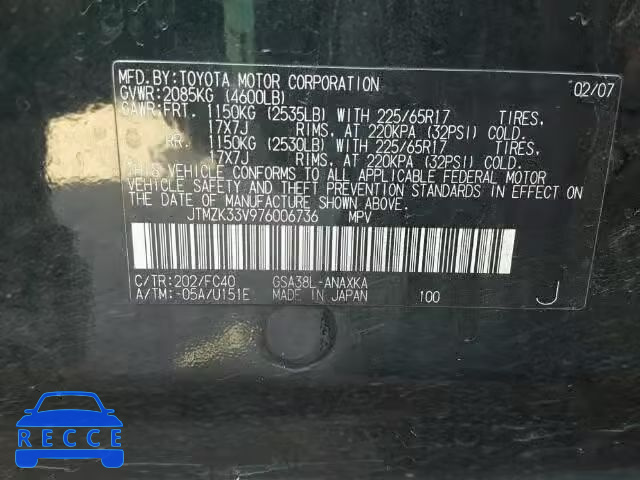 MFD.BY:TOYOTA MOTOR CORPORATION 02/07
GVWR:2085KG (4600LB)
GAWR:FRT. 1150KG (2535LB) WITH 225/65R17 TIRES,
17X7J RIMS, AT 220KPA (32PSI) COLD.
RR. 1150KG (2530LB) WITH 225/65R17 TIRES,
17X7J RIMS, AT 220KPA (32PSI) COLD.
THIS VEHICLE CONFORMS TO ALL APPLICABLE FEDERAL MOTOR
VEHICLE SAFETY AND THEFT PREVENTION STANDARDS IN EFFECT ON
THE DATE OF MANUFACTURE SHOWN ABOVE.
JTMZK33V976006736 MPV
C/TR:202/FC40 GSA38L-ANAXKA
A/TM:-05A/U151E MADE IN JAPAN 100 J
RECCE